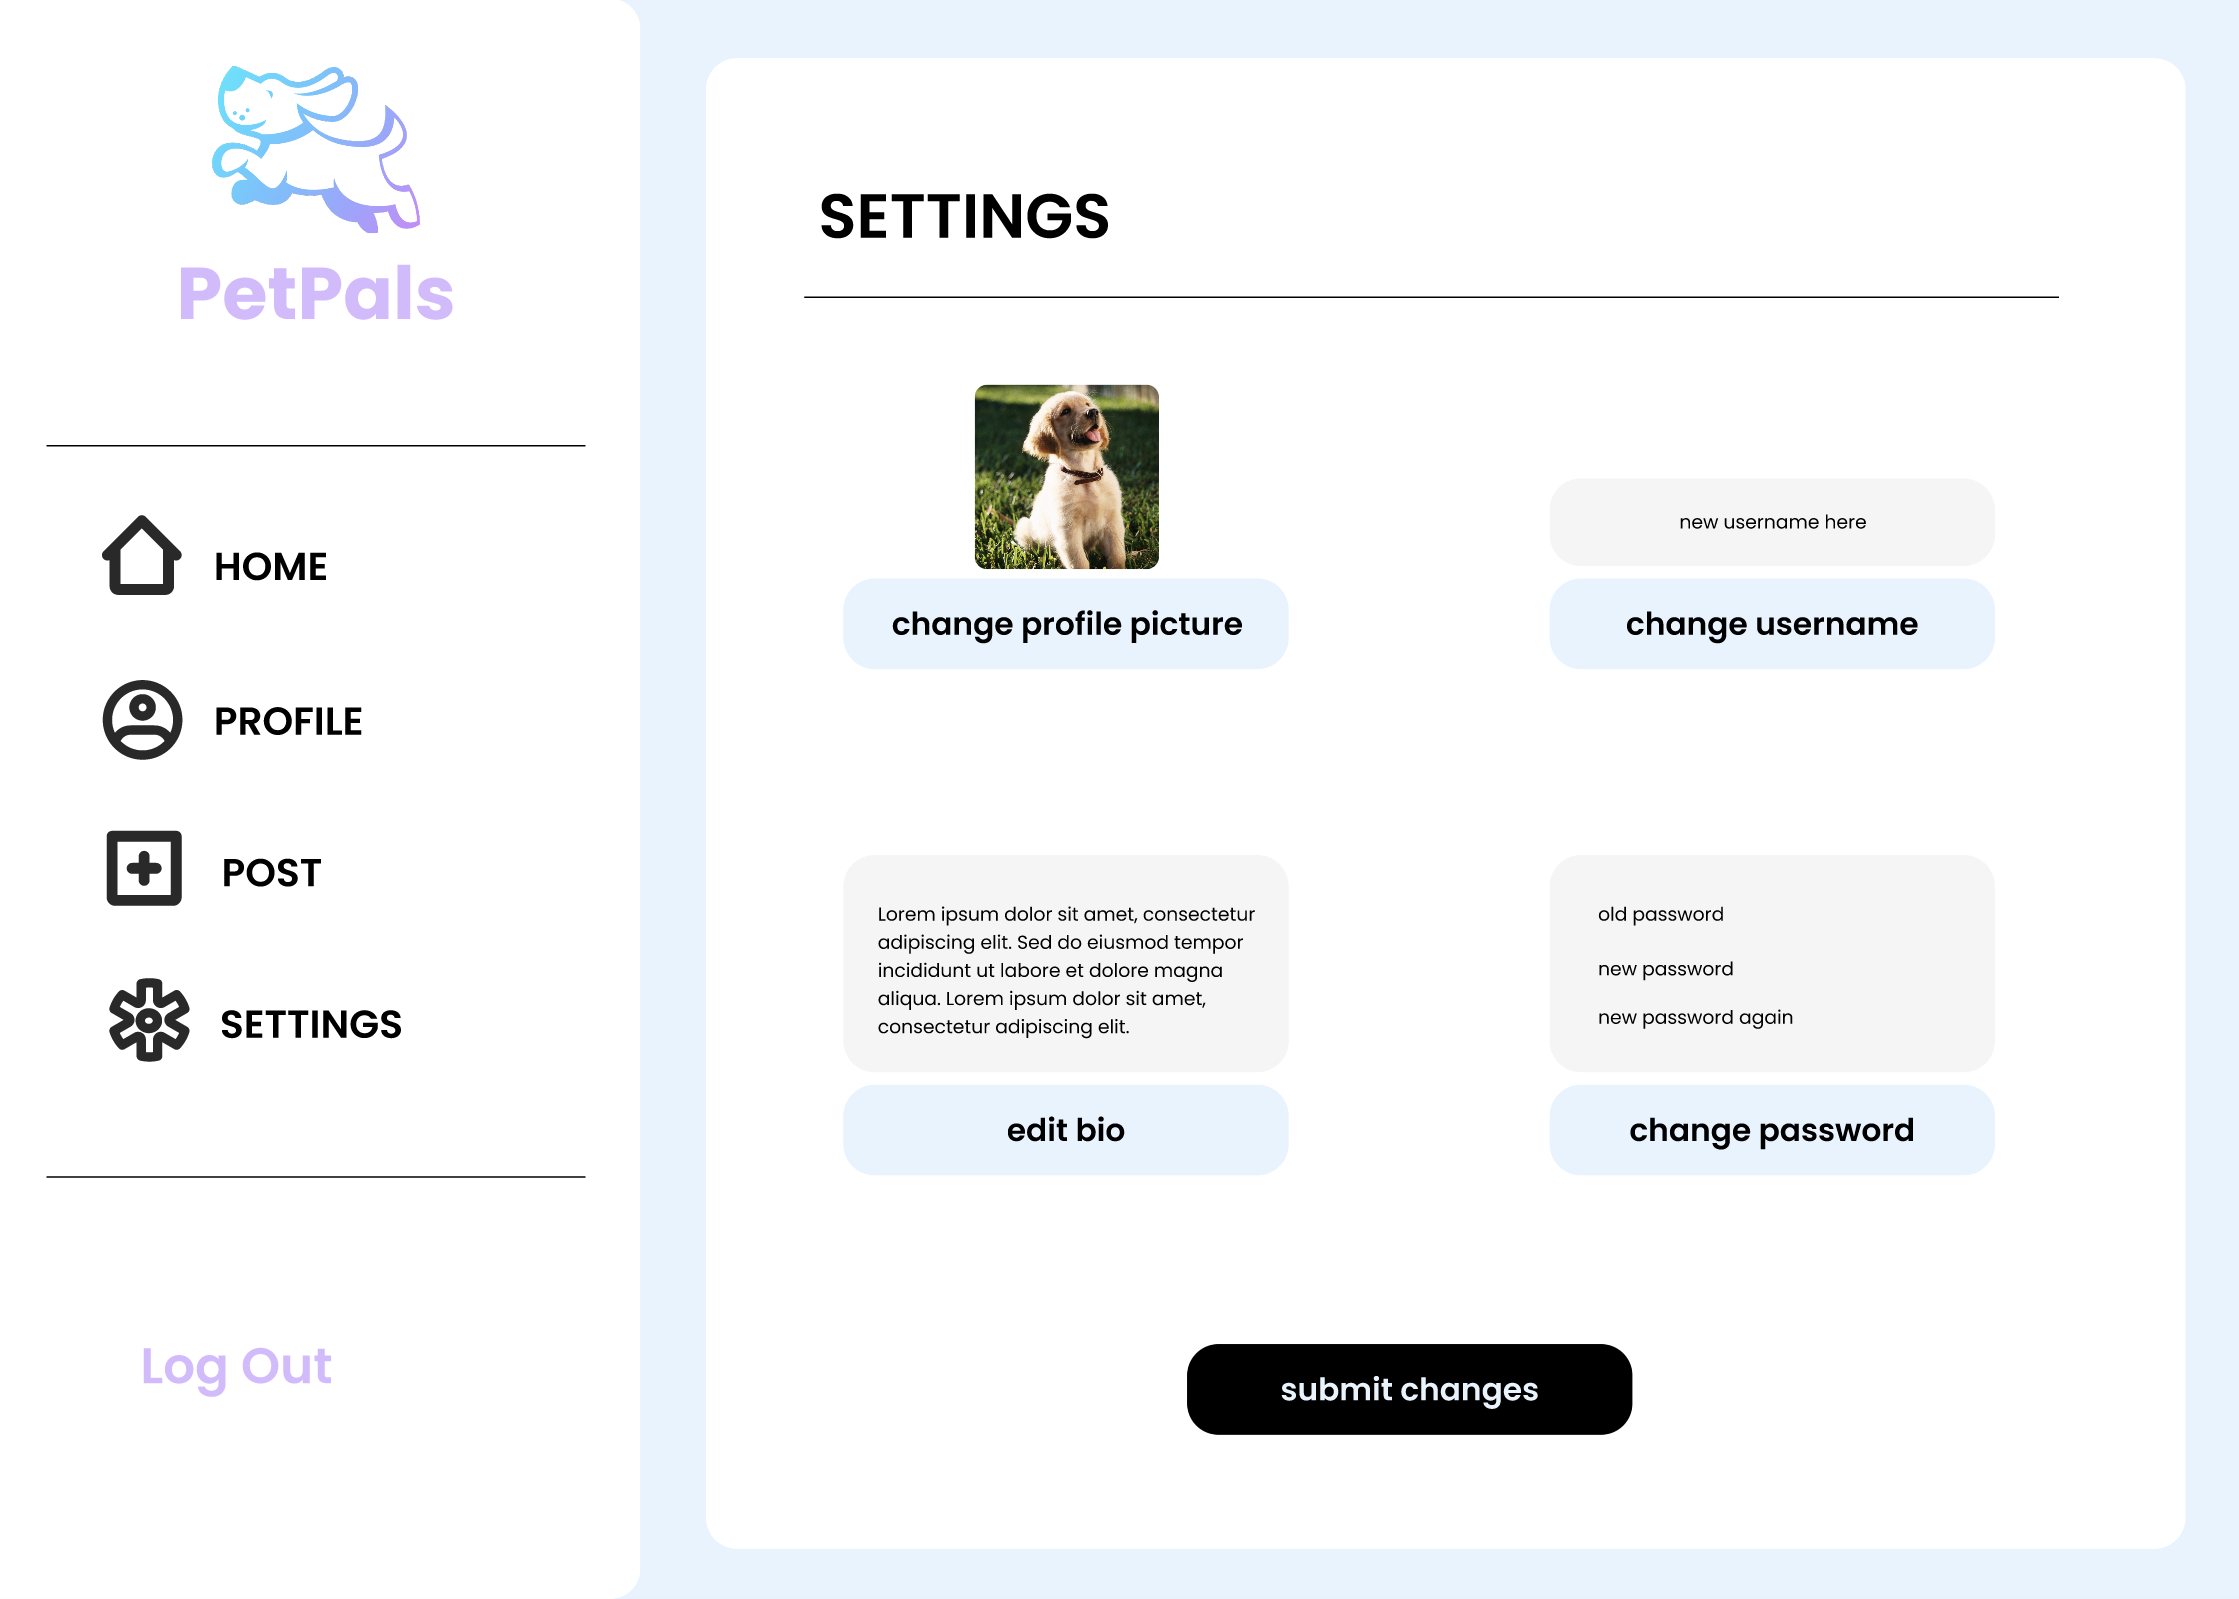 PetPals
HOME
PROFILE
POST
SETTINGS
Log Out
SETTINGS
change profile picture
new username here
change username
Lorem ipsum dolor sit amet, consectetur
adipiscing elit. Sed do eiusmod tempor
incididunt ut labore et dolore magna
aliqua. Lorem ipsum dolor sit amet,
consectetur adipiscing elit.
edit bio
old password
new password
new password again
change password
submit changes